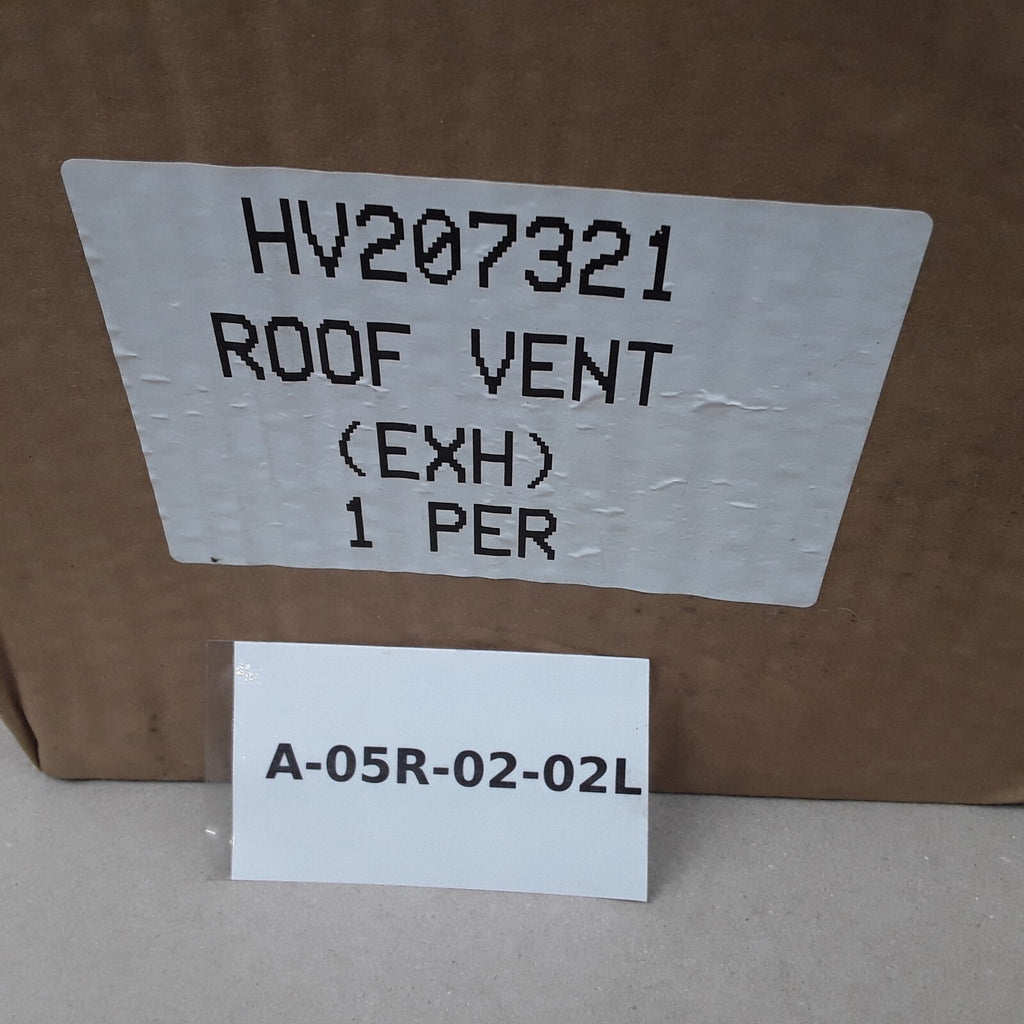 HV207321
ROOF VENT
(EXH)
1 PER
A-05R-02-02L